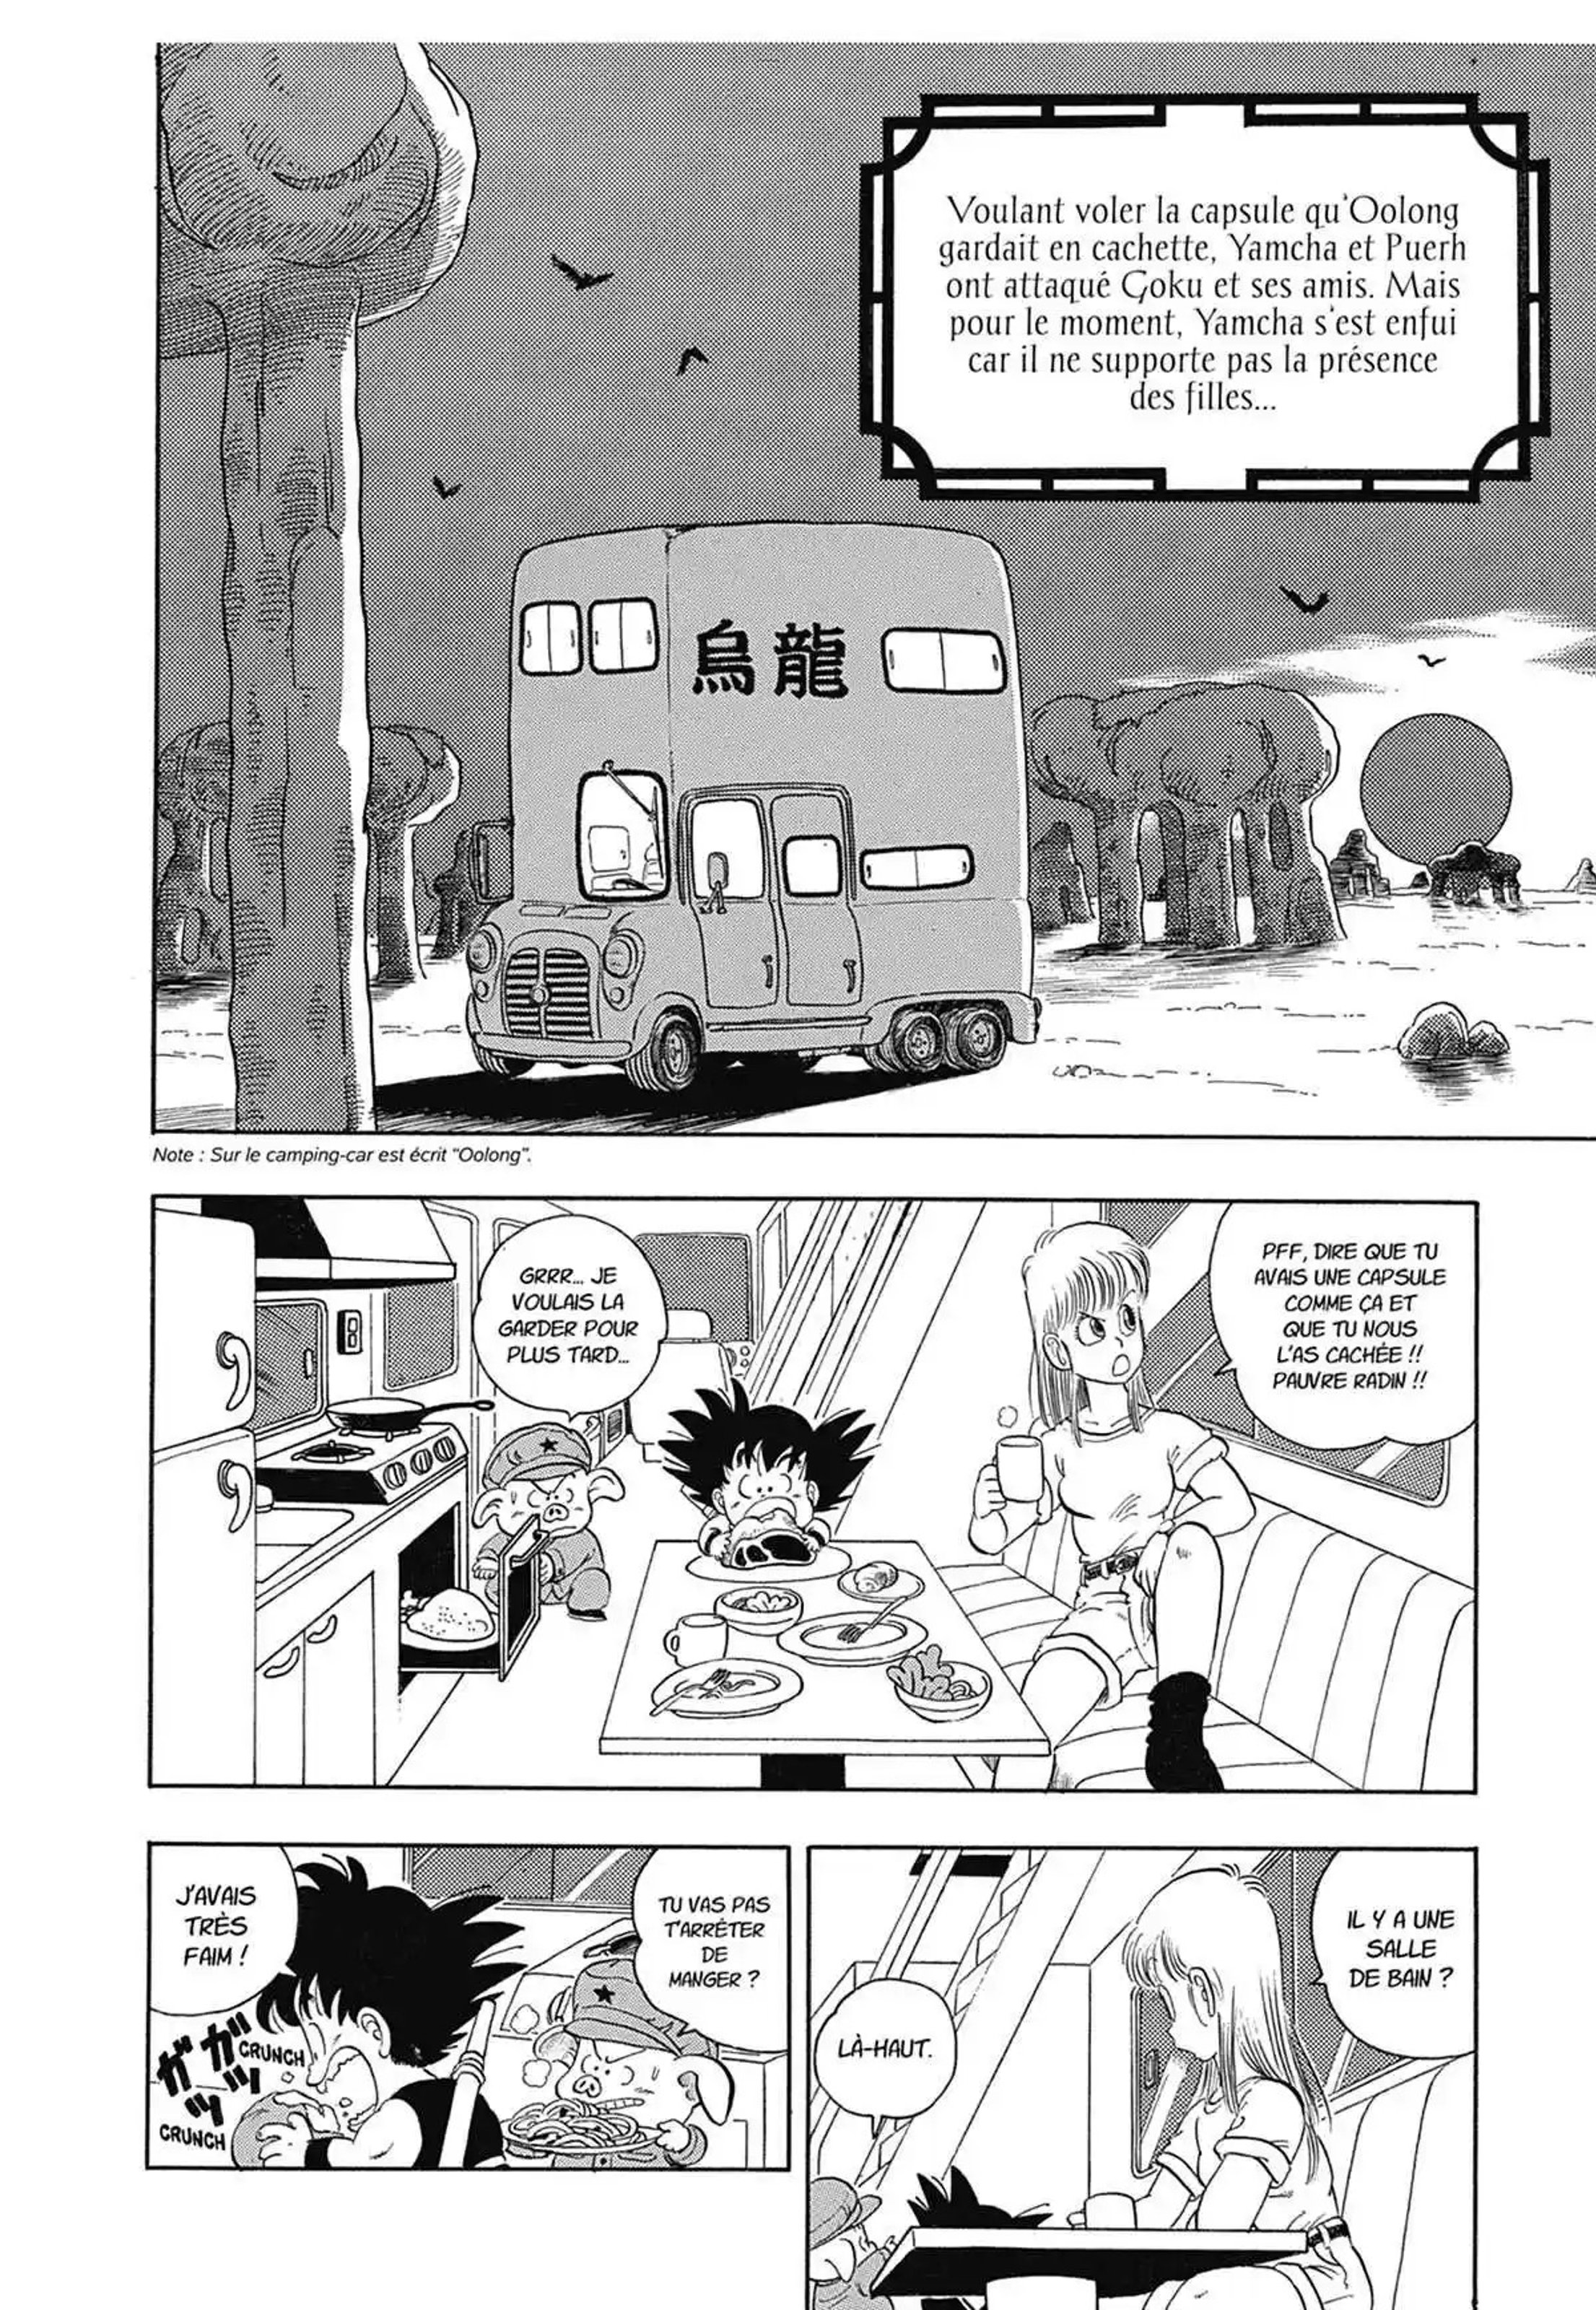 Voulant voler la capsule qu'Oolong
gardait en cachette, Yamcha et Puerh
ont attaqué Goku et ses amis. Mais
pour le moment, Yamcha s'est enfui
car il ne supporte pas la présence
des filles...
烏龍
Note : Sur le camping-car est écrit "Oolong".
GRRR... JE
VOULAIS LA
GARDER POUR
PLUS TARD...
PFF, DIRE QUE TU
AVAIS UNE CAPSULE
COMME ÇA ET
QUE TU NOUS
L'AS CACHÉE !!
PAUVRE RADIN !!
J'AVAIS
TRÈS
FAIM !
TU VAS PAS
T'ARRÊTER
DE
MANGER ?
ガガッツ
CRUNCH
ガッツ
CRUNCH
IL Y A UNE
SALLE
DE BAIN ?
LÀ-HAUT.